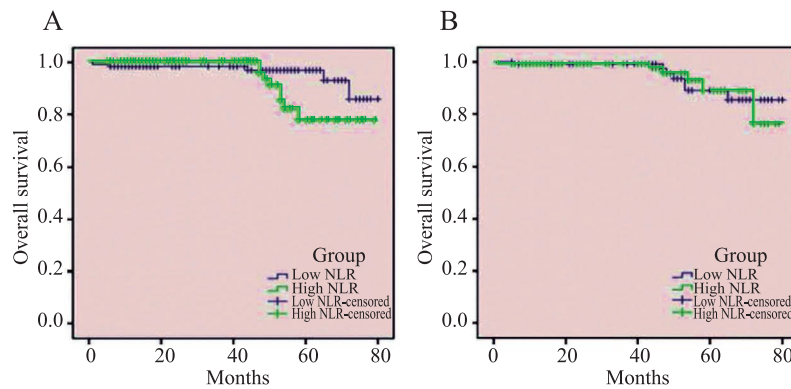 A
Overall survival
1.0
0.8
0.6
0.4
0.2
0.0
Group
Low NLR
High NLR
Low NLR-censored
High NLR-censored
0 20 40 60 80
Months
B
Overall survival
1.0
0.8
0.6
0.4
0.2
0.0
Group
Low NLR
High NLR
Low NLR-censored
High NLR-censored
0 20 40 60 80
Months